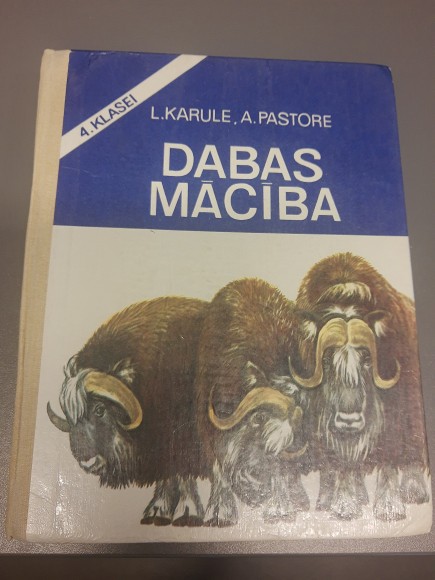 4. KLASEI
L.KARULE, A.PASTORE
DABAS
MĀCĪBA